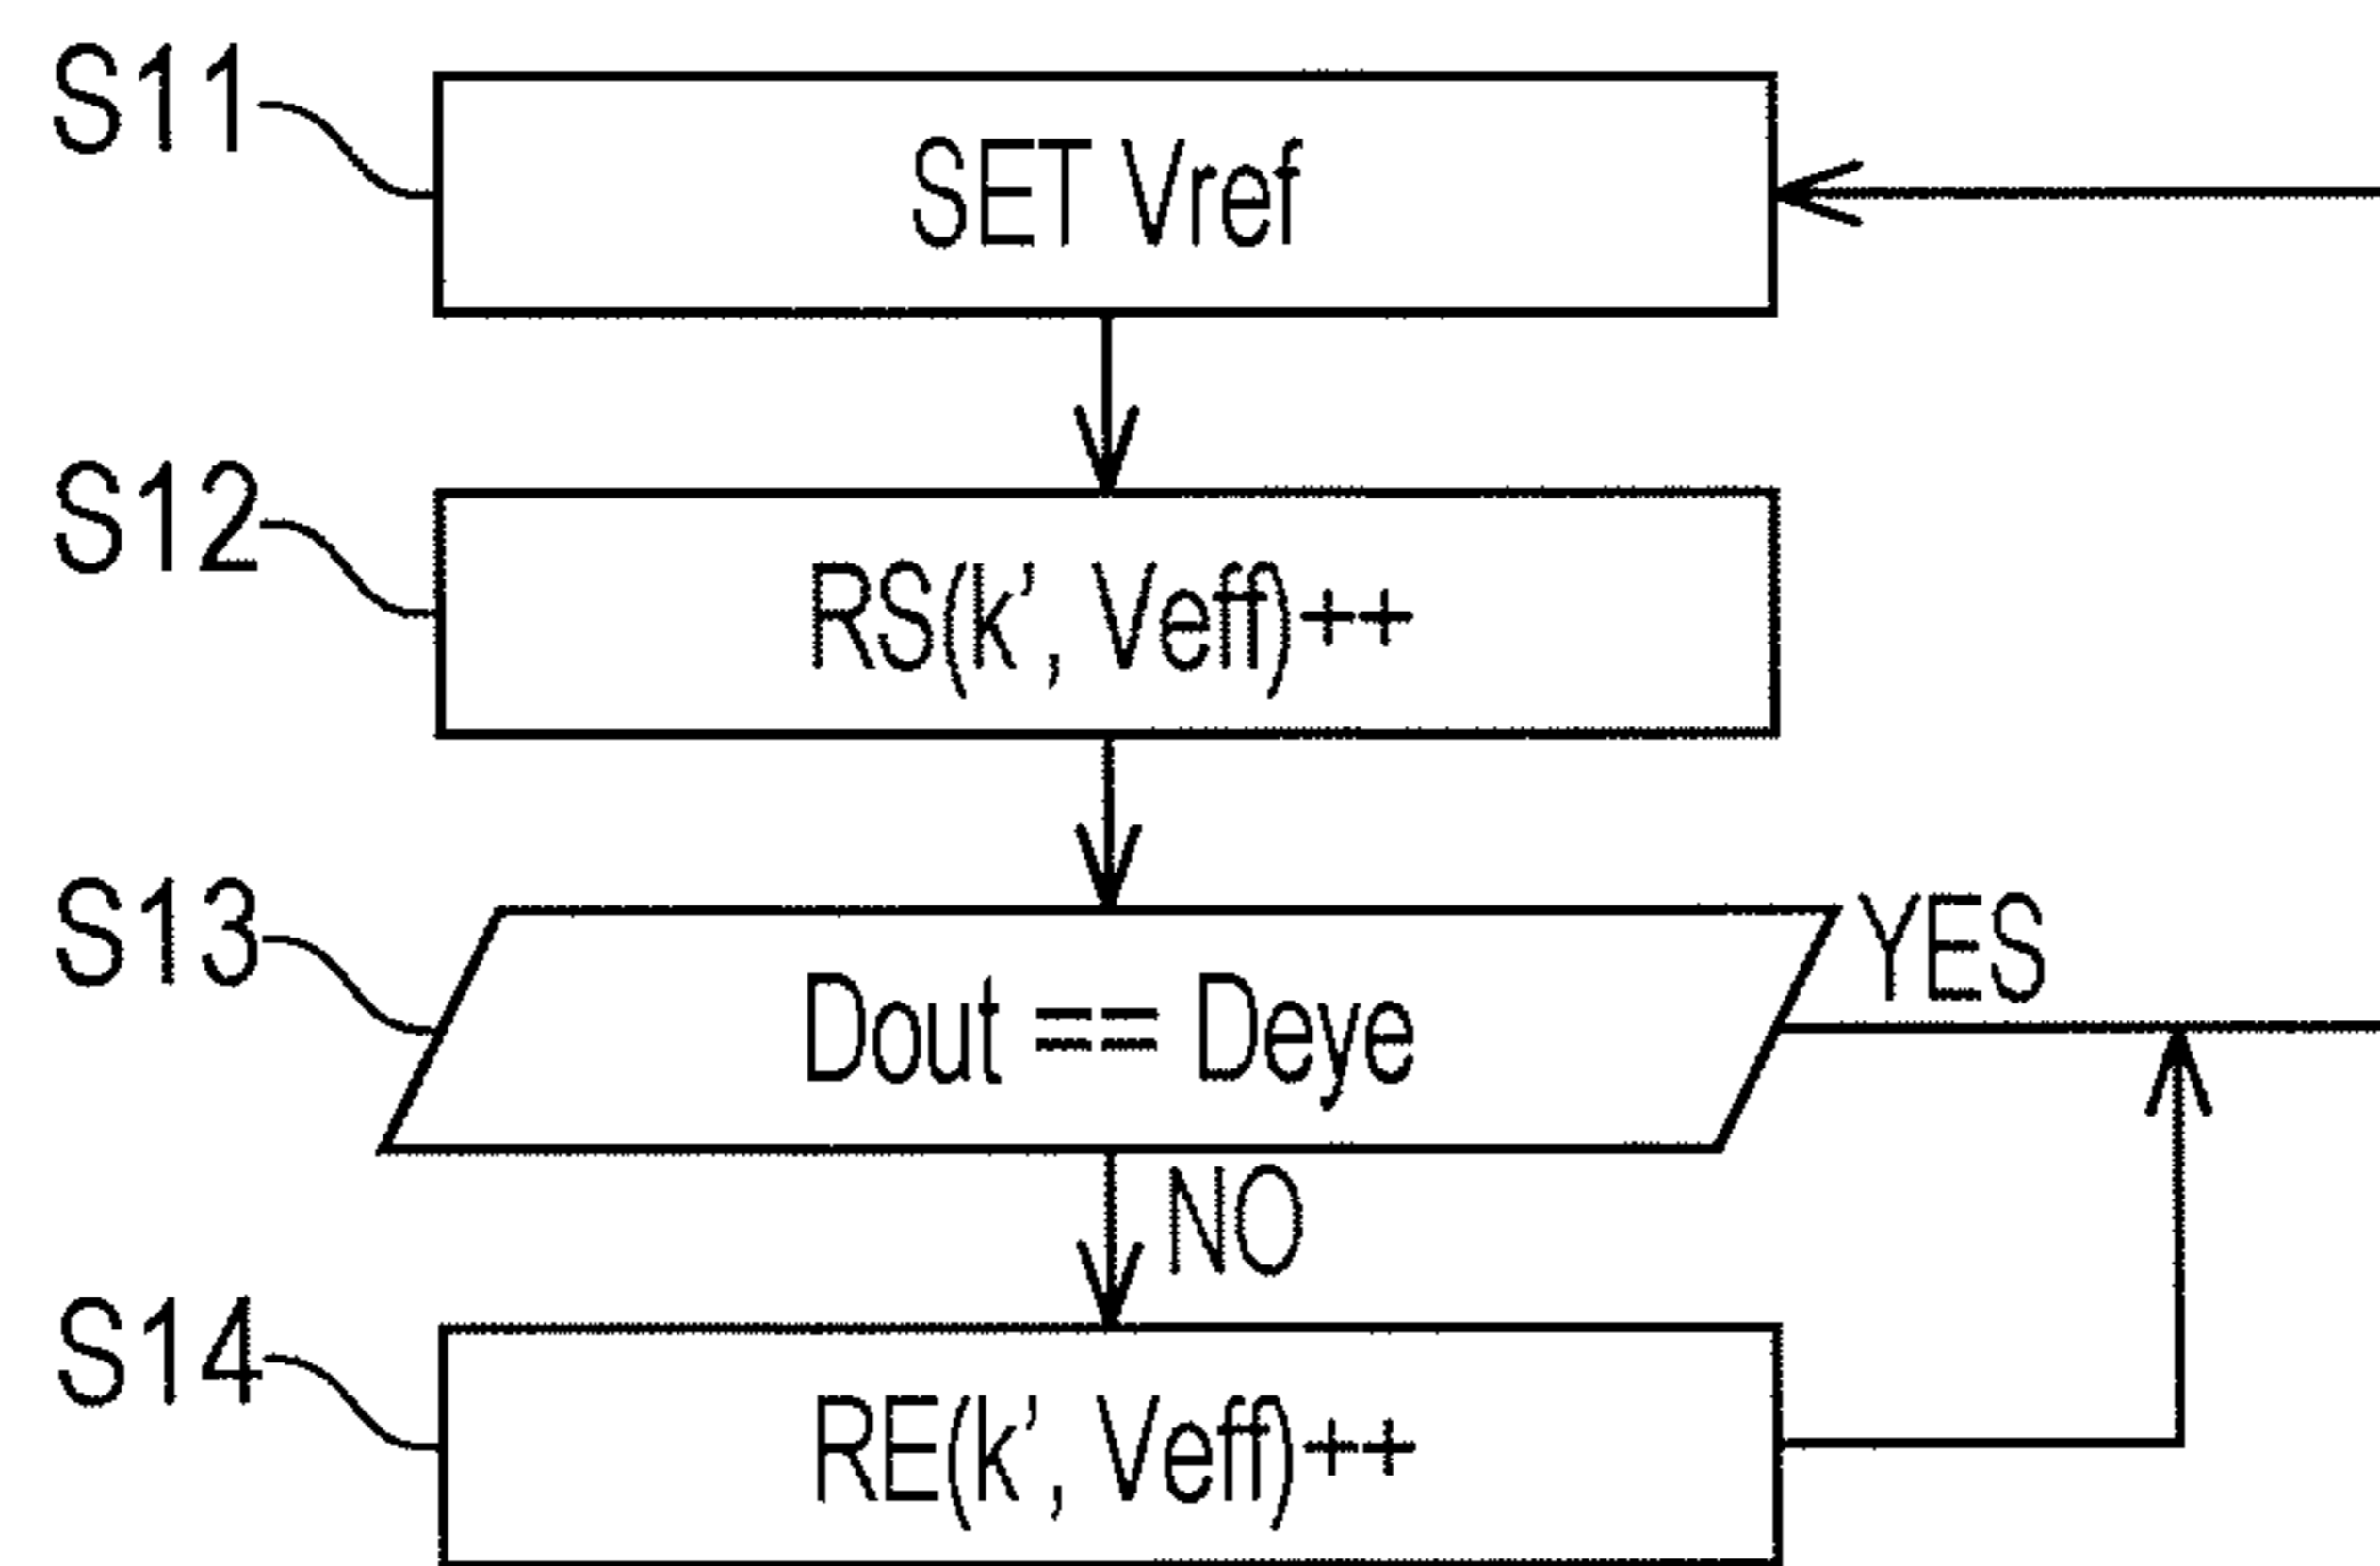 S11
SET Vref
S12
RS(k’, Veff)++
S13
Dout == Deye
YES
NO
S14
RE(k’, Veff)++